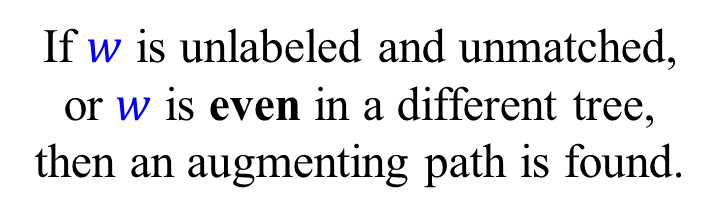 If w is unlabeled and unmatched,
or w is even in a different tree,
then an augmenting path is found.